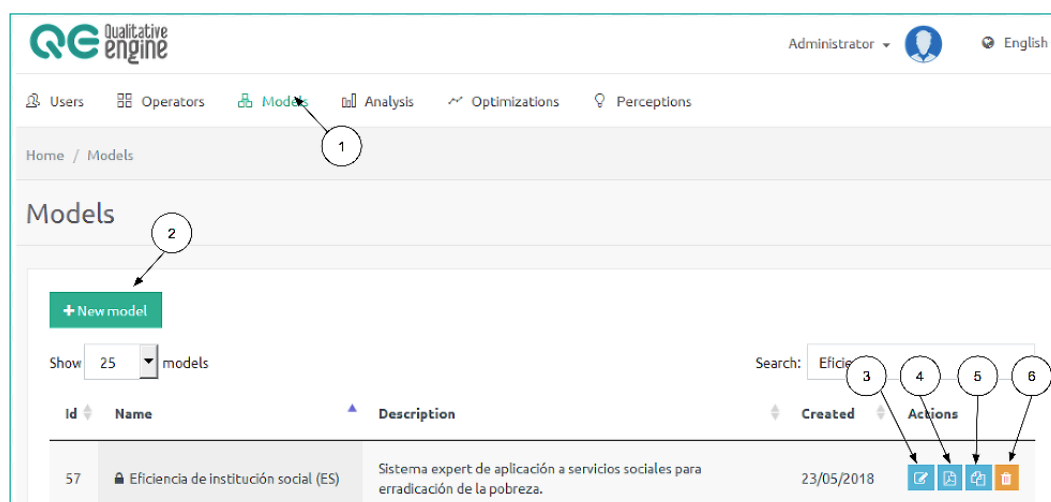 QE Qualitative engine
Administrator
English
Users Operators Models Analysis Optimizations Perceptions
1
Home / Models
Models
2
+ New model
Show 25 models
Search: Eficie
3 4 5 6
Id Name Description Created Actions
57 Eficiencia de institución social (ES) Sistema expert de aplicación a servicios sociales para
erradicación de la pobreza. 23/05/2018